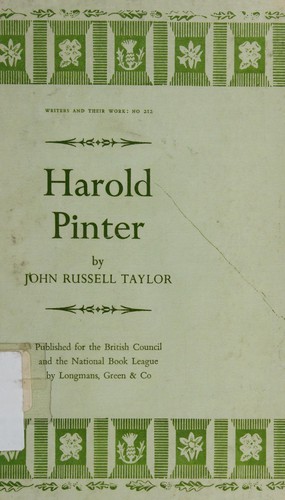 WRITERS AND THEIR WORK: NO 212
Harold
Pinter
by
JOHN RUSSELL TAYLOR
Published for the British Council
and the National Book League
by Longmans, Green & Co